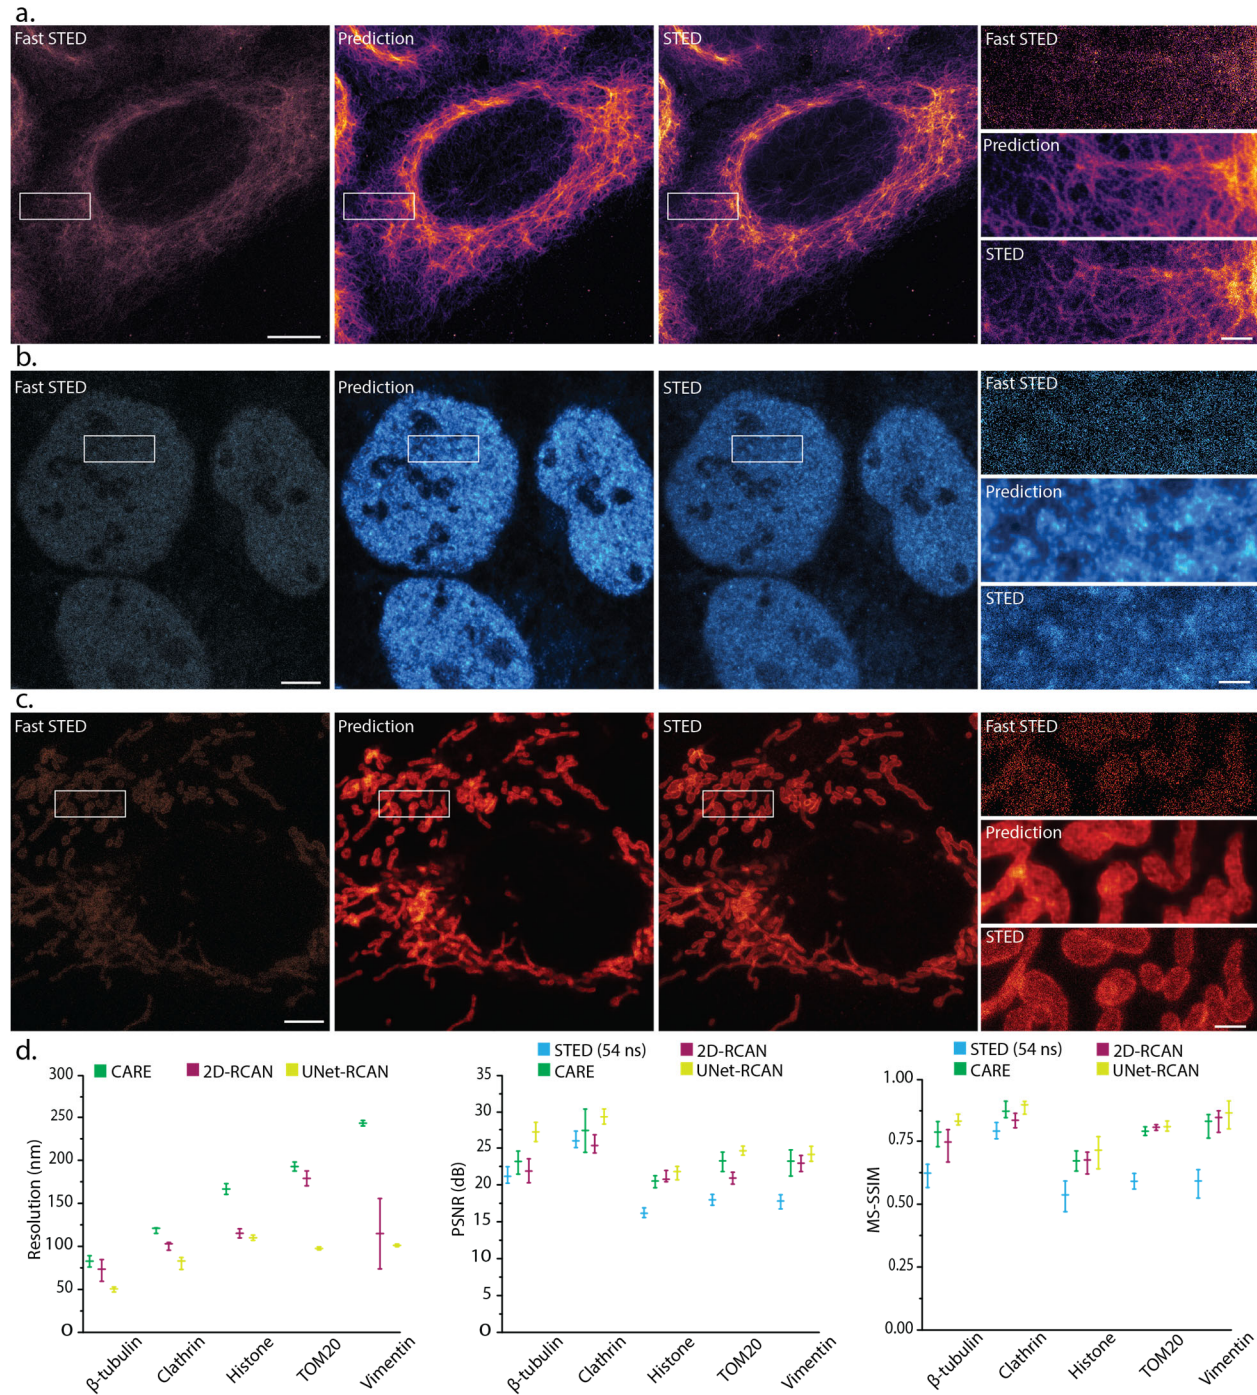 a.
Fast STED
Prediction
STED
Fast STED
Prediction
STED
b.
Fast STED
Prediction
STED
Fast STED
Prediction
STED
c.
Fast STED
Prediction
STED
Fast STED
Prediction
STED
d.
CARE
2D-RCAN
UNet-RCAN
Resolution (nm)
300
250
200
150
100
50
0
β-tubulin
Clathrin
Histone
TOM20
Vimentin
STED (54 ns)
2D-RCAN
CARE
UNet-RCAN
PSNR (dB)
35
30
25
20
15
10
5
0
β-tubulin
Clathrin
Histone
TOM20
Vimentin
STED (54 ns)
2D-RCAN
CARE
UNet-RCAN
MS-SSIM
1.00
0.75
0.50
0.25
0.00
β-tubulin
Clathrin
Histone
TOM20
Vimentin